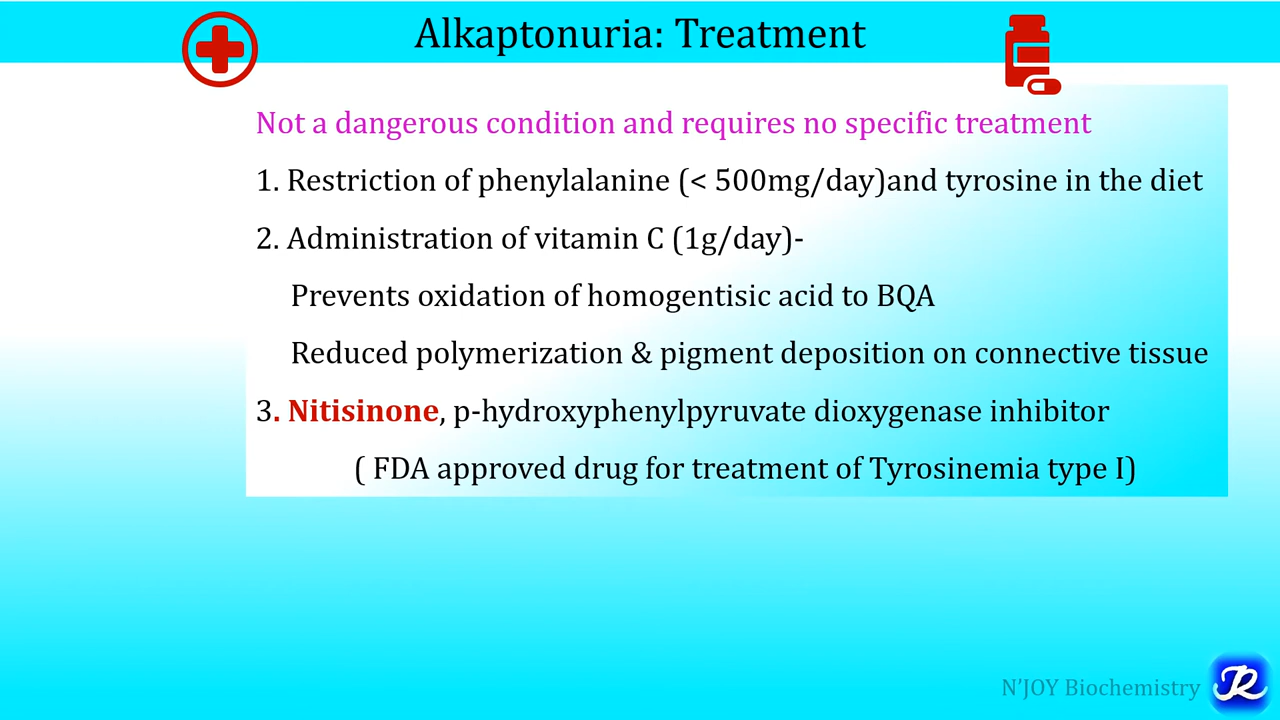 Alkaptonuria: Treatment
Not a dangerous condition and requires no specific treatment
1. Restriction of phenylalanine (< 500mg/day)and tyrosine in the diet
2. Administration of vitamin C (1g/day)-
Prevents oxidation of homogentisic acid to BQA
Reduced polymerization & pigment deposition on connective tissue
3. Nitisinone, p-hydroxyphenylpyruvate dioxygenase inhibitor
( FDA approved drug for treatment of Tyrosinemia type I)
N’JOY Biochemistry